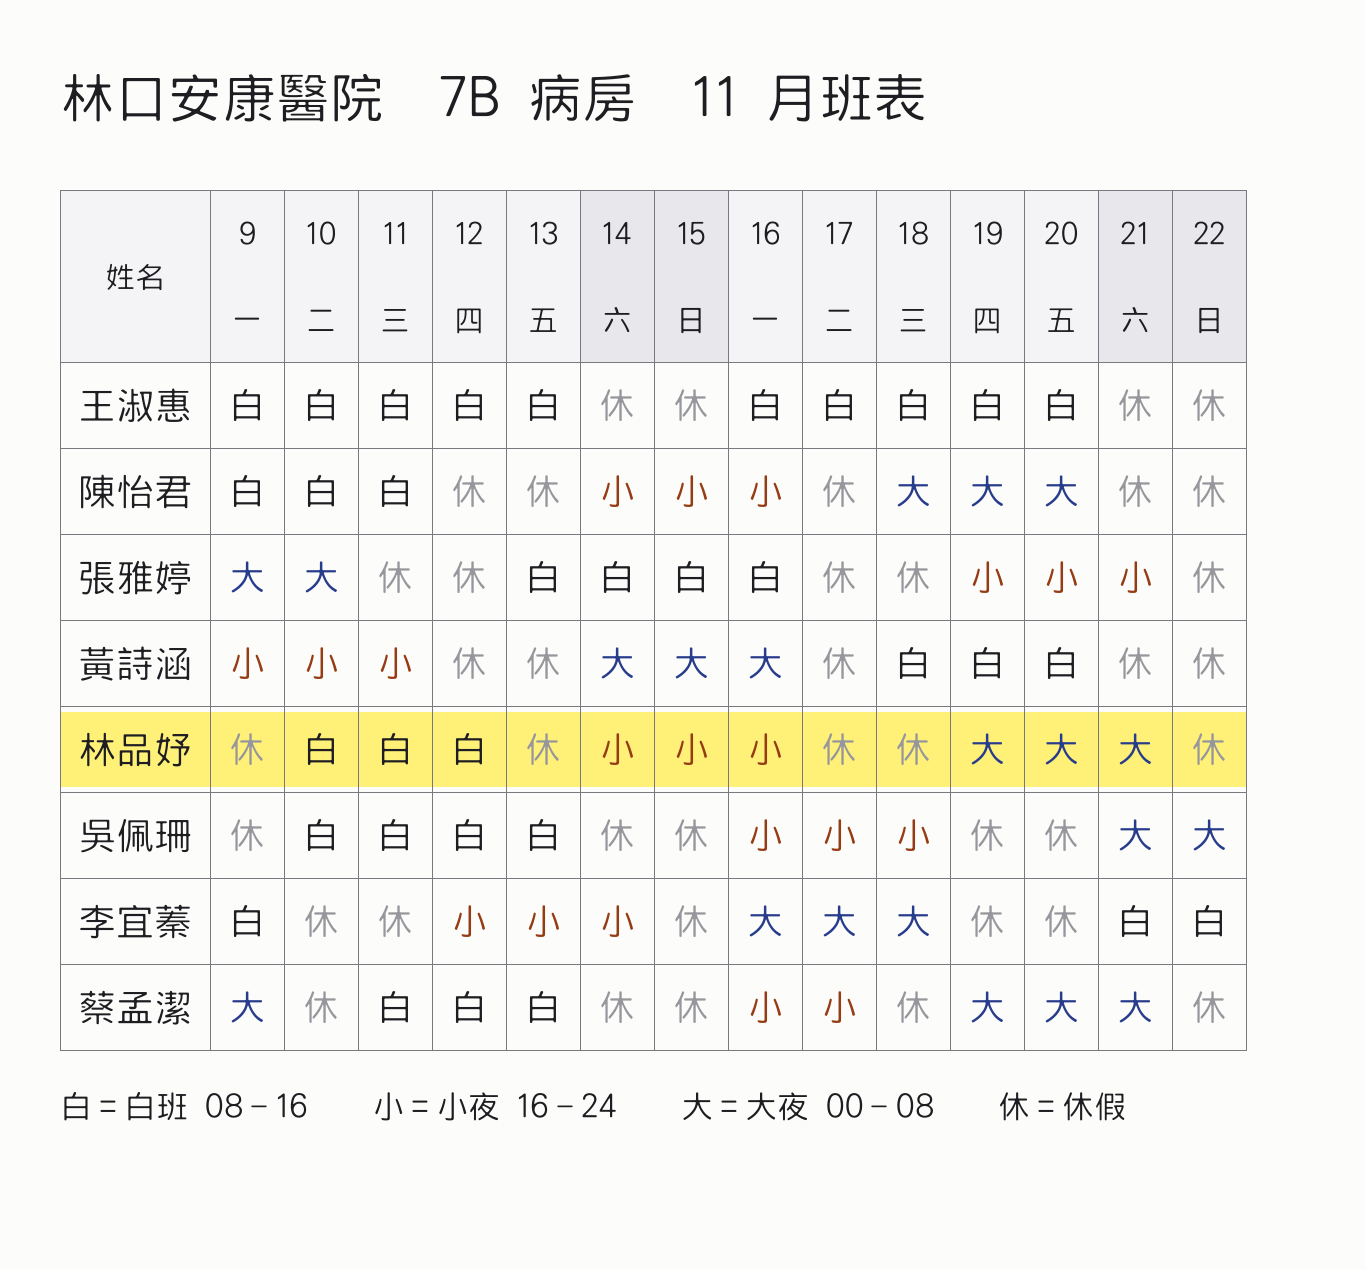 林口安康醫院 7B 病房 11 月班表
姓名 9 10 11 12 13 14 15 16 17 18 19 20 21 22
一 二 三 四 五 六 日 一 二 三 四 五 六 日
王淑惠 白 白 白 白 白 休 休 白 白 白 白 白 休 休
陳怡君 白 白 白 休 休 小 小 小 休 大 大 大 休 休
張雅婷 大 大 休 休 白 白 白 白 休 休 小 小 小 休
黃詩涵 小 小 小 休 休 大 大 大 休 白 白 白 休 休
林品妤 休 白 白 白 休 小 小 小 休 休 大 大 大 休
吳佩珊 休 白 白 白 白 休 休 小 小 小 休 休 大 大
李宜蓁 白 休 休 小 小 小 休 大 大 大 休 休 白 白
蔡孟潔 大 休 白 白 白 休 休 小 小 休 大 大 大 休
白 = 白班 08 – 16 小 = 小夜 16 – 24 大 = 大夜 00 – 08 休 = 休假